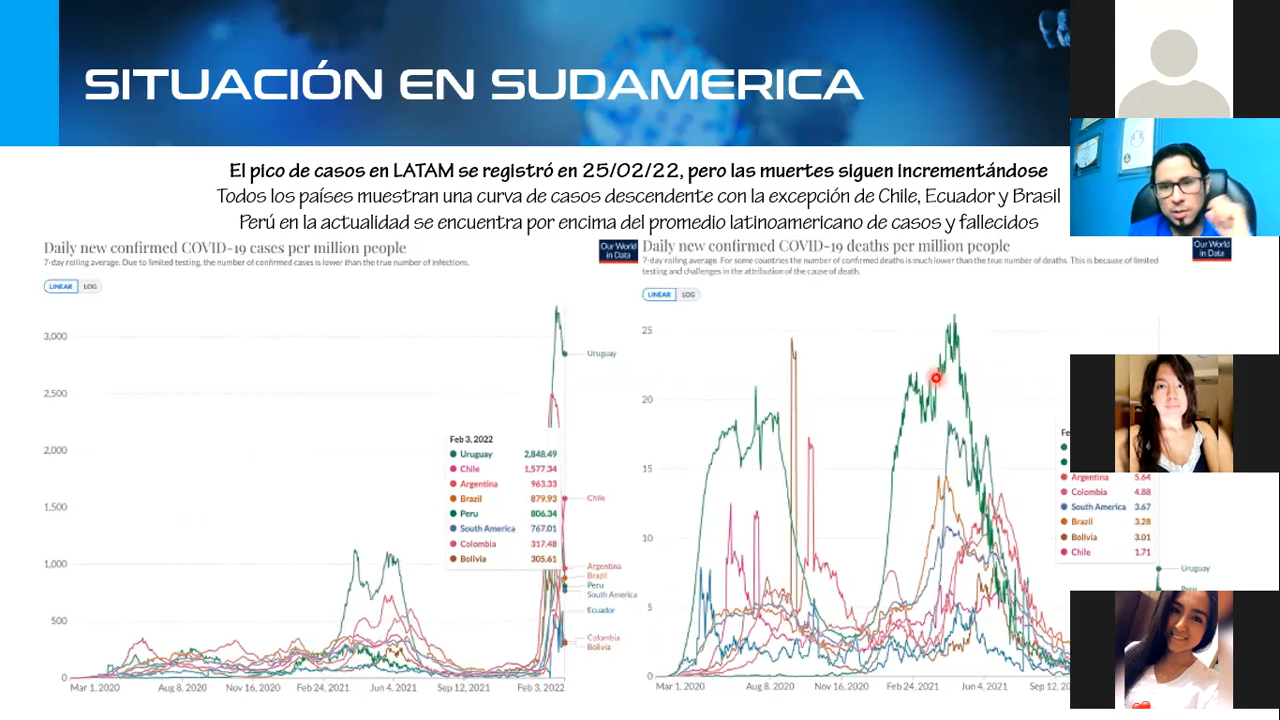 SITUACIÓN EN SUDAMERICA
El pico de casos en LATAM se registró en 25/02/22, pero las muertes siguen incrementándose
Todos los países muestran una curva de casos descendente con la excepción de Chile, Ecuador y Brasil
Perú en la actualidad se encuentra por encima del promedio latinoamericano de casos y fallecidos
Daily new confirmed COVID-19 cases per million people
7-day rolling average. Due to limited testing, the number of confirmed cases is lower than the true number of infections.
Our World
in Data
LINEAR LOG
3,000
2,500
2,000
1,500
1,000
500
0
Uruguay
Feb 3, 2022
Uruguay 2,848.49
Chile 1,577.34
Argentina 963.33
Brazil 879.93
Peru 806.34
South America 767.01
Colombia 317.48
Bolivia 305.61
Chile
Argentina
Brazil
Peru
South America
Ecuador
Colombia
Bolivia
Mar 1, 2020 Aug 8, 2020 Nov 16, 2020 Feb 24, 2021 Jun 4, 2021 Sep 12, 2021 Feb 3, 2022
Daily new confirmed COVID-19 deaths per million people
7-day rolling average. For some countries the number of confirmed deaths is much lower than the true number of deaths. This is because of limited
testing and challenges in the attribution of the cause of death.
Our World
in Data
LINEAR LOG
25
20
15
10
5
0
Fe
Argentina 5.64
Colombia 4.88
South America 3.67
Brazil 3.28
Bolivia 3.01
Chile 1.71
Uruguay
Peru
Mar 1, 2020 Aug 8, 2020 Nov 16, 2020 Feb 24, 2021 Jun 4, 2021 Sep 12, 2